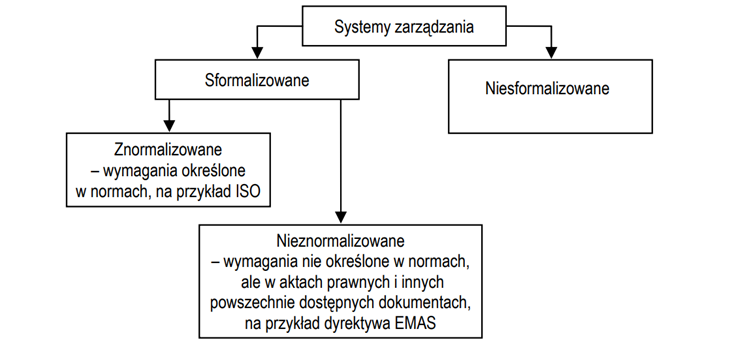 Systemy zarządzania
Sformalizowane
Niesformalizowane
Znormalizowane
– wymagania określone
w normach, na przykład ISO
Nieznormalizowane
– wymagania nie określone w normach,
ale w aktach prawnych i innych
powszechnie dostępnych dokumentach,
na przykład dyrektywa EMAS